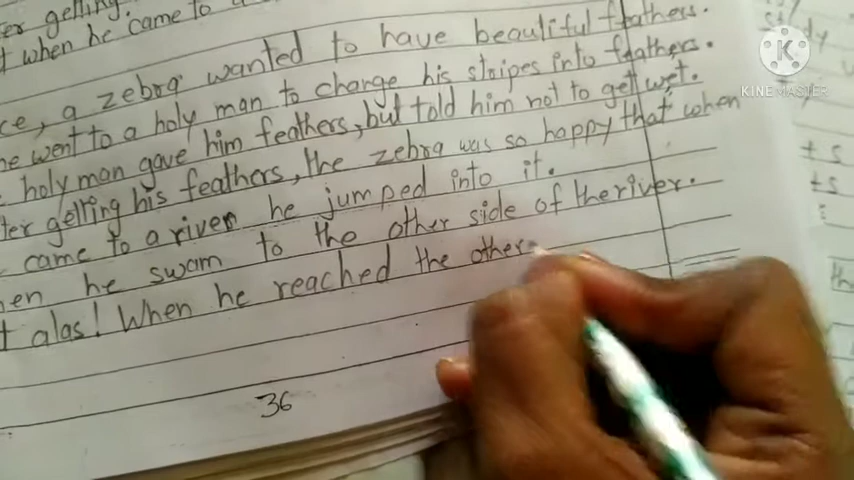 er getting
t when he came to a
ce, a zebra wanted to have beautiful feathers.
he went to a holy man to change his stripes into feathers.
holy man gave him feathers, but told him not to get wet.
ter getting his feathers, the zebra was so happy that when
came to a river he jumped into it.
hen he swam to the other side of the river.
t alas! When he reached the other
36
KINEMASTER